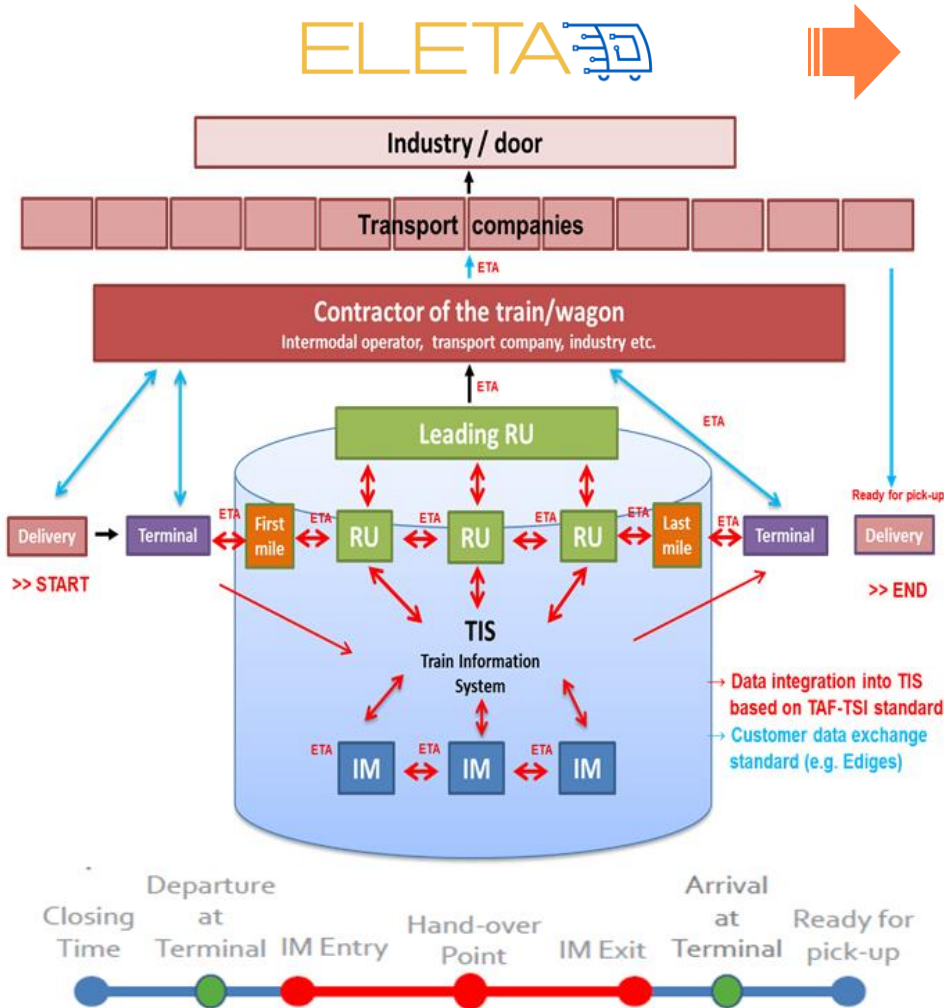 ELETA
Industry / door
Transport companies
ETA
Contractor of the train/wagon
Intermodal operator, transport company, industry etc.
ETA
ETA
Leading RU
Ready for pick-up
Delivery
Terminal
ETA
First
mile
ETA
RU
ETA
RU
ETA
RU
ETA
Last
mile
ETA
Terminal
Delivery
>> START
>> END
TIS
Train Information
System
→ Data integration into TIS
based on TAF-TSI standard
→ Customer data exchange
standard (e.g. Ediges)
ETA
IM
ETA
IM
ETA
IM
Closing
Time
Departure
at
Terminal
IM Entry
Hand-over
Point
IM Exit
Arrival
at
Terminal
Ready for
pick-up